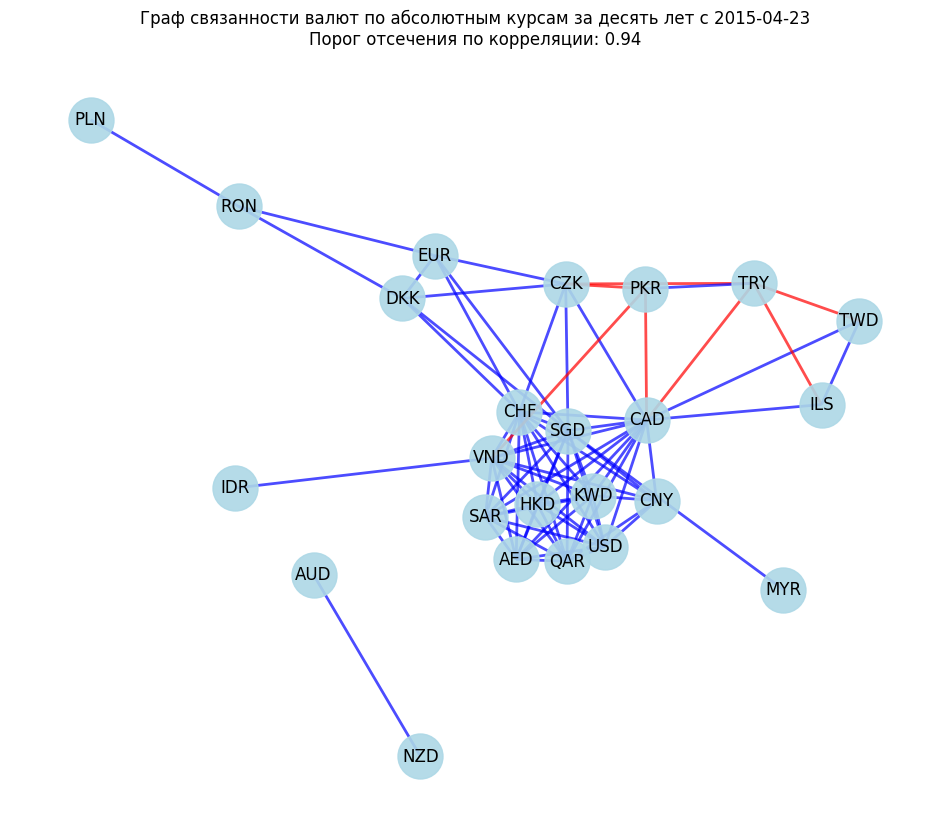 Граф связанности валют по абсолютным курсам за десять лет с 2015-04-23
Порог отсечения по корреляции: 0.94
PLN
RON
EUR
DKK
CZK
PKR
TRY
TWD
ILS
CHF
SGD
CAD
VND
IDR
SAR
HKD
KWD
CNY
AED
QAR
USD
AUD
MYR
NZD